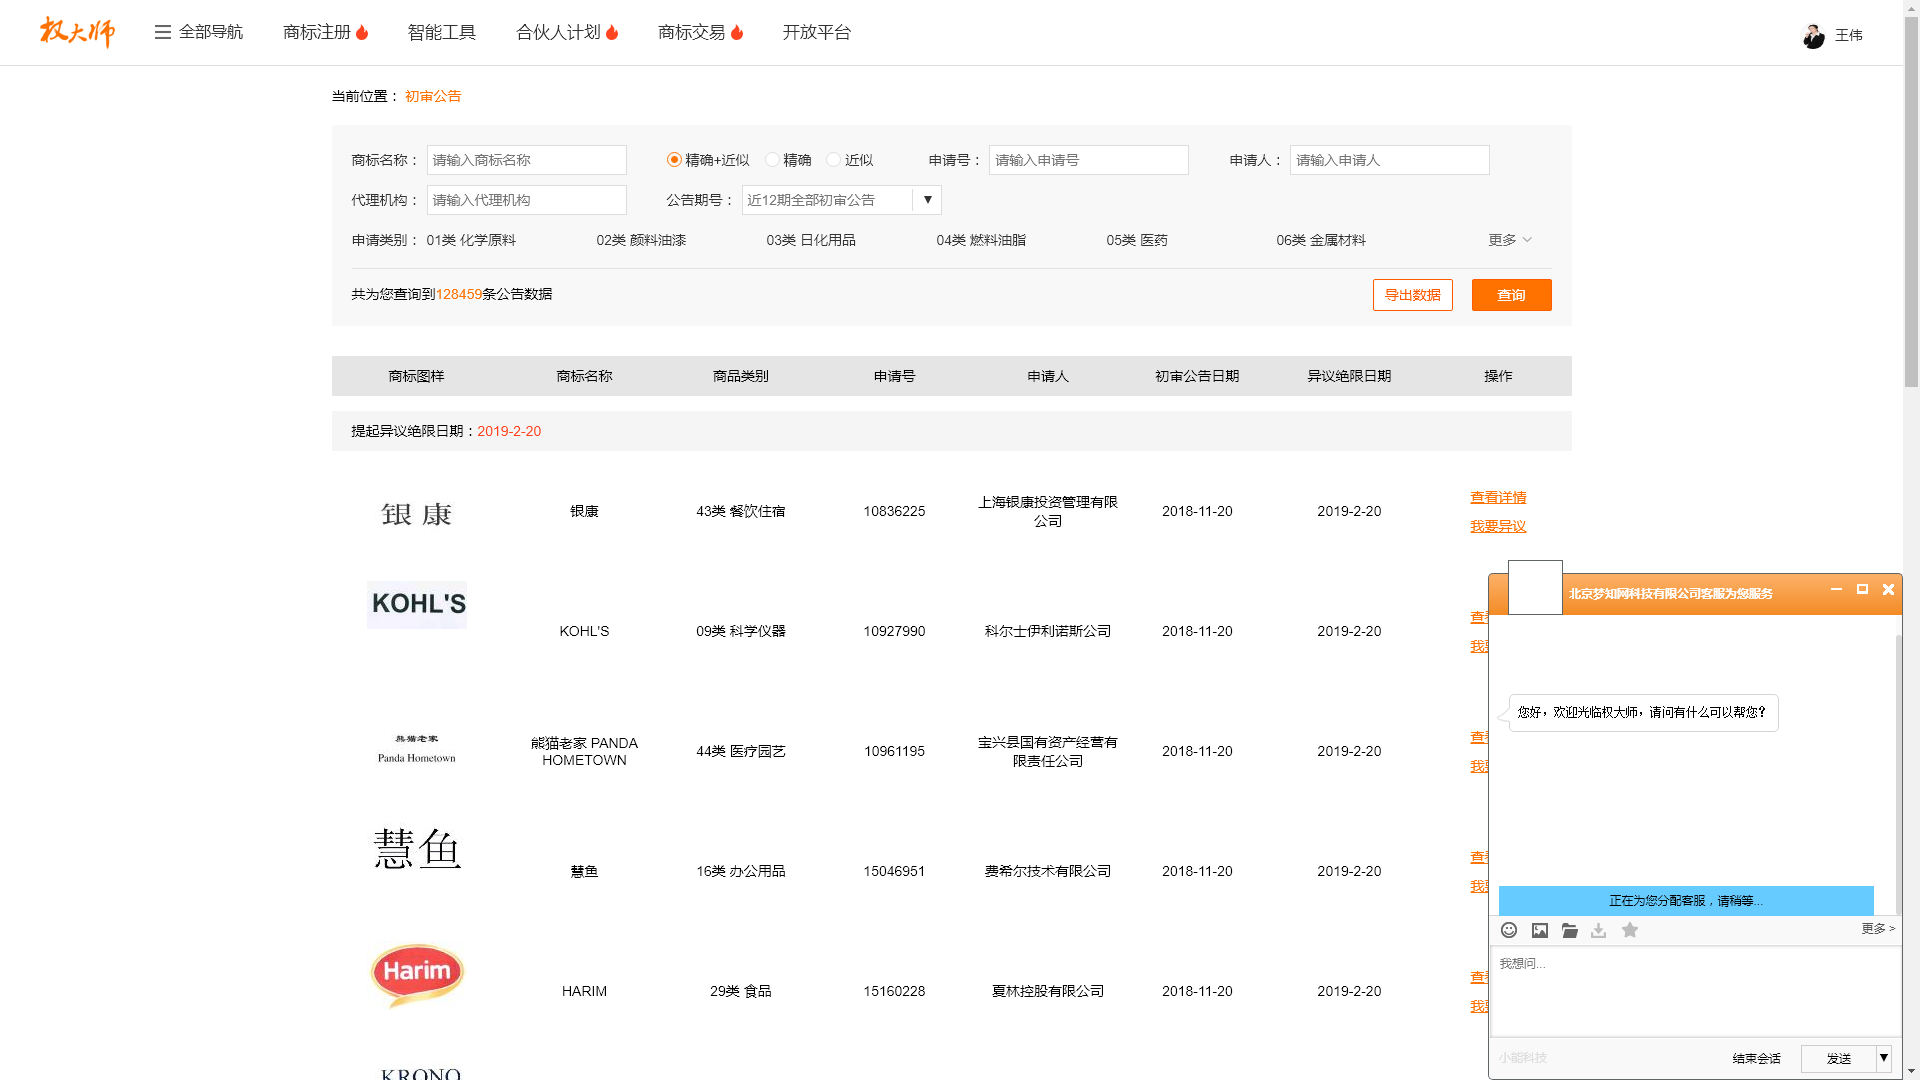 权大师 全部导航 商标注册 智能工具 合伙人计划 商标交易 开放平台 王伟
当前位置： 初审公告
商标名称： 请输入商标名称 精确+近似 精确 近似 申请号： 请输入申请号 申请人： 请输入申请人
代理机构： 请输入代理机构 公告期号： 近12期全部初审公告 ▼
申请类别： 01类 化学原料 02类 颜料油漆 03类 日化用品 04类 燃料油脂 05类 医药 06类 金属材料 更多
共为您查询到128459条公告数据 导出数据 查询
商标图样 商标名称 商品类别 申请号 申请人 初审公告日期 异议绝限日期 操作
提起异议绝限日期：2019-2-20
银 康 银康 43类 餐饮住宿 10836225 上海银康投资管理有限公司 2018-11-20 2019-2-20 查看详情
我要异议
KOHL'S KOHL'S 09类 科学仪器 10927990 科尔士伊利诺斯公司 2018-11-20 2019-2-20 查
我
熊猫老家
Panda Hometown
熊猫老家 PANDA
HOMETOWN
44类 医疗园艺 10961195 宝兴县国有资产经营有限责任公司 2018-11-20 2019-2-20 查
我
慧鱼 慧鱼 16类 办公用品 15046951 费希尔技术有限公司 2018-11-20 2019-2-20 查
我
Harim HARIM 29类 食品 15160228 夏林控股有限公司 2018-11-20 2019-2-20 查
我
KRONO
北京梦知网科技有限公司客服为您服务
您好，欢迎光临权大师，请问有什么可以帮您？
正在为您分配客服，请稍等...
更多 >
我想问...
小能科技 结束会话 发送 ▼